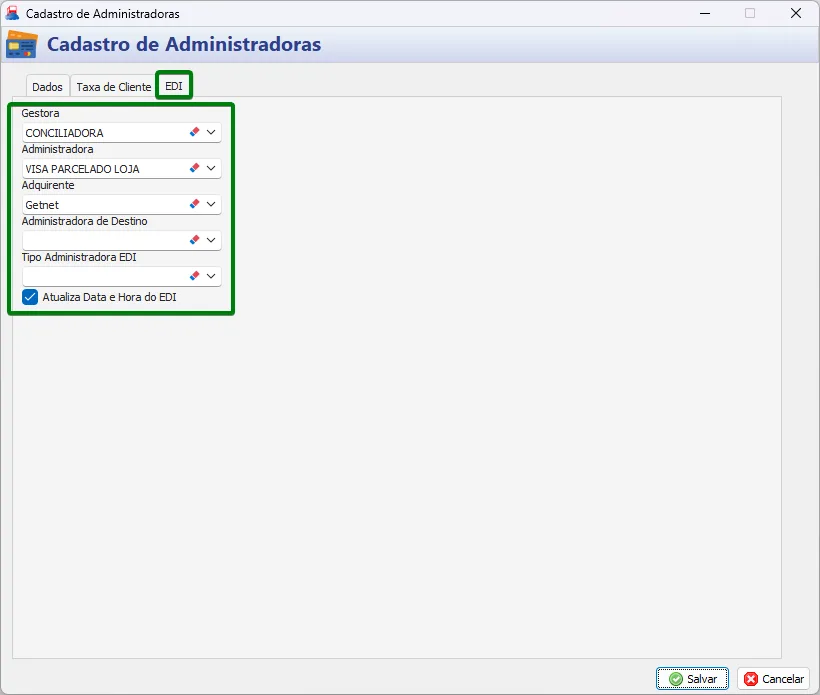 Cadastro de Administradoras
Cadastro de Administradoras
Dados
Taxa de Cliente
EDI
Gestora
CONCILIADORA
Administradora
VISA PARCELADO LOJA
Adquirente
Getnet
Administradora de Destino
Tipo Administradora EDI
Atualiza Data e Hora do EDI
Salvar
Cancelar